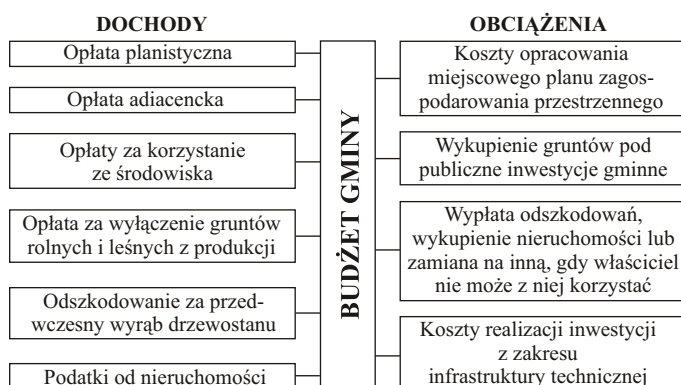 DOCHODY
Opłata planistyczna
Opłata adiacencka
Opłaty za korzystanie
ze środowiska
Opłata za wyłączenie gruntów
rolnych i leśnych z produkcji
Odszkodowanie za przed-
wczesny wyrąb drzewostanu
Podatki od nieruchomości
BUDŻET GMINY
OBCIĄŻENIA
Koszty opracowania
miejscowego planu zagos-
podarowania przestrzennego
Wykupienie gruntów pod
publiczne inwestycje gminne
Wypłata odszkodowań,
wykupienie nieruchomości lub
zamiana na inną, gdy właściciel
nie może z niej korzystać
Koszty realizacji inwestycji
z zakresu
infrastruktury technicznej